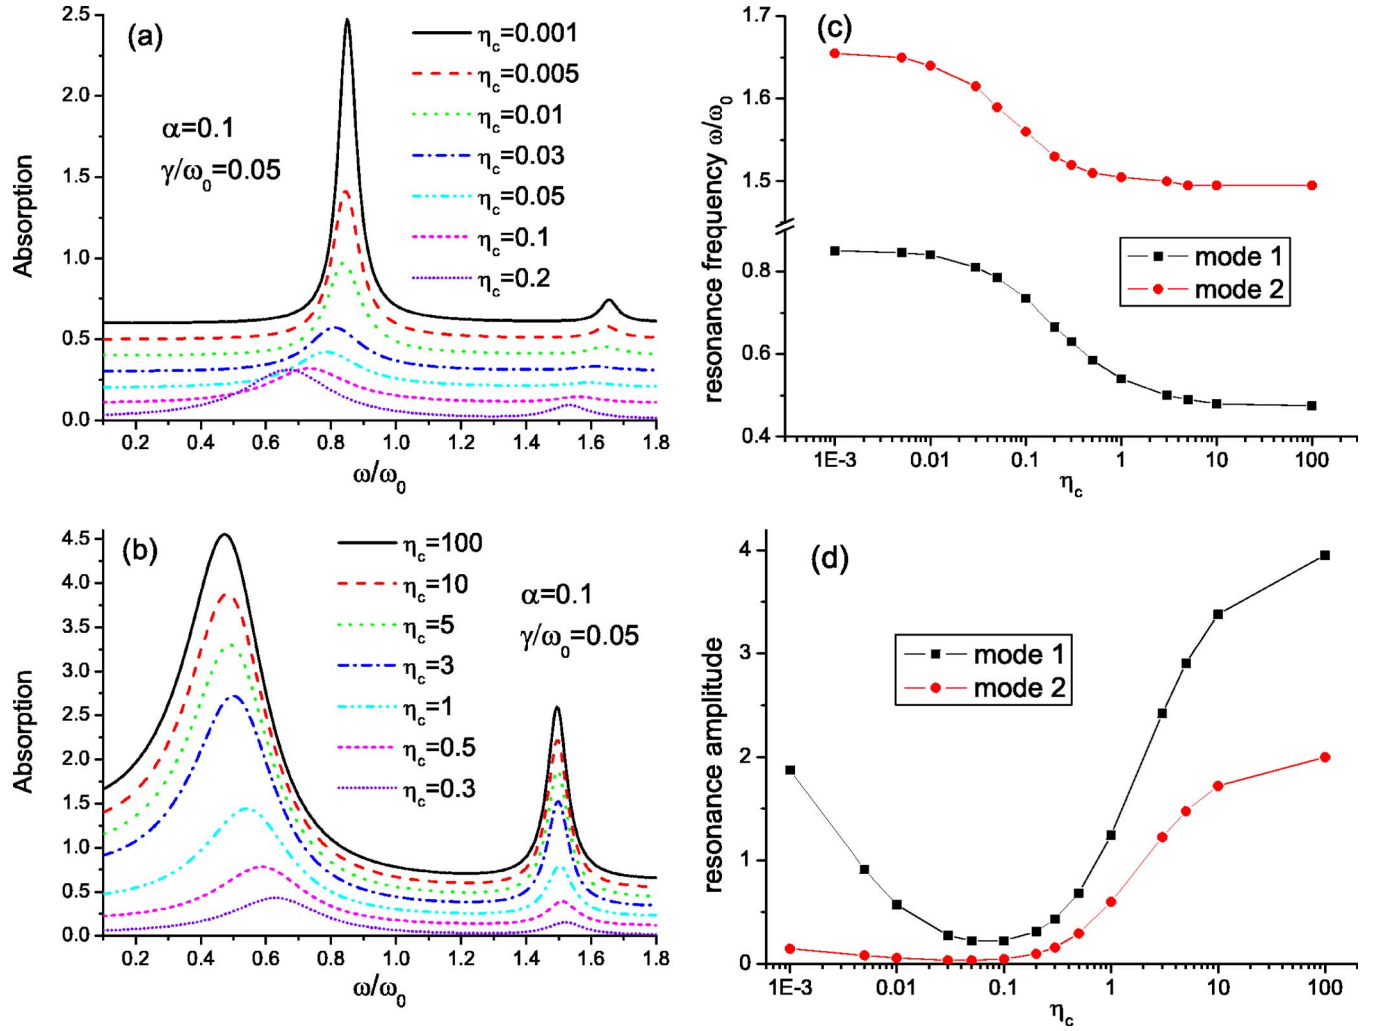 (a)
η_c=0.001
η_c=0.005
η_c=0.01
η_c=0.03
η_c=0.05
η_c=0.1
η_c=0.2
α=0.1
γ/ω_0=0.05
Absorption
2.5
2.0
1.5
1.0
0.5
0.0
0.2 0.4 0.6 0.8 1.0 1.2 1.4 1.6 1.8
ω/ω_0
(c)
resonance frequency ω/ω_0
1.7
1.6
1.5
0.8
0.6
0.4
mode 1
mode 2
1E-3 0.01 0.1 1 10 100
η_c
(b)
η_c=100
η_c=10
η_c=5
η_c=3
η_c=1
η_c=0.5
η_c=0.3
α=0.1
γ/ω_0=0.05
Absorption
4.5
4.0
3.5
3.0
2.5
2.0
1.5
1.0
0.5
0.0
0.2 0.4 0.6 0.8 1.0 1.2 1.4 1.6 1.8
ω/ω_0
(d)
resonance amplitude
4
3
2
1
0
mode 1
mode 2
1E-3 0.01 0.1 1 10 100
η_c